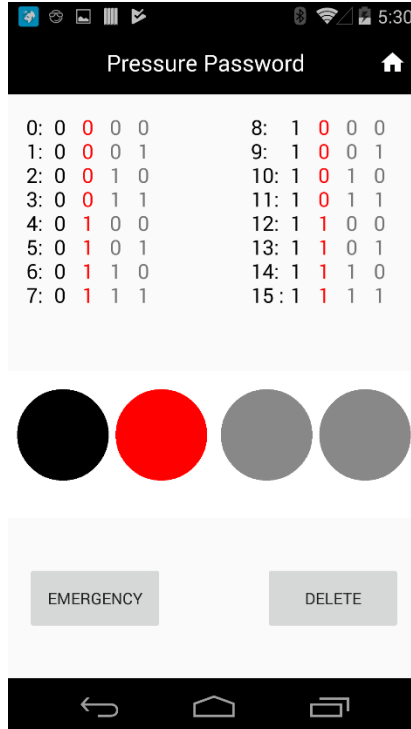 5:30
Pressure Password
0: 0 0 0 0 8: 1 0 0 0
1: 0 0 0 1 9: 1 0 0 1
2: 0 0 1 0 10: 1 0 1 0
3: 0 0 1 1 11: 1 0 1 1
4: 0 1 0 0 12: 1 1 0 0
5: 0 1 0 1 13: 1 1 0 1
6: 0 1 1 0 14: 1 1 1 0
7: 0 1 1 1 15 : 1 1 1 1
EMERGENCY DELETE